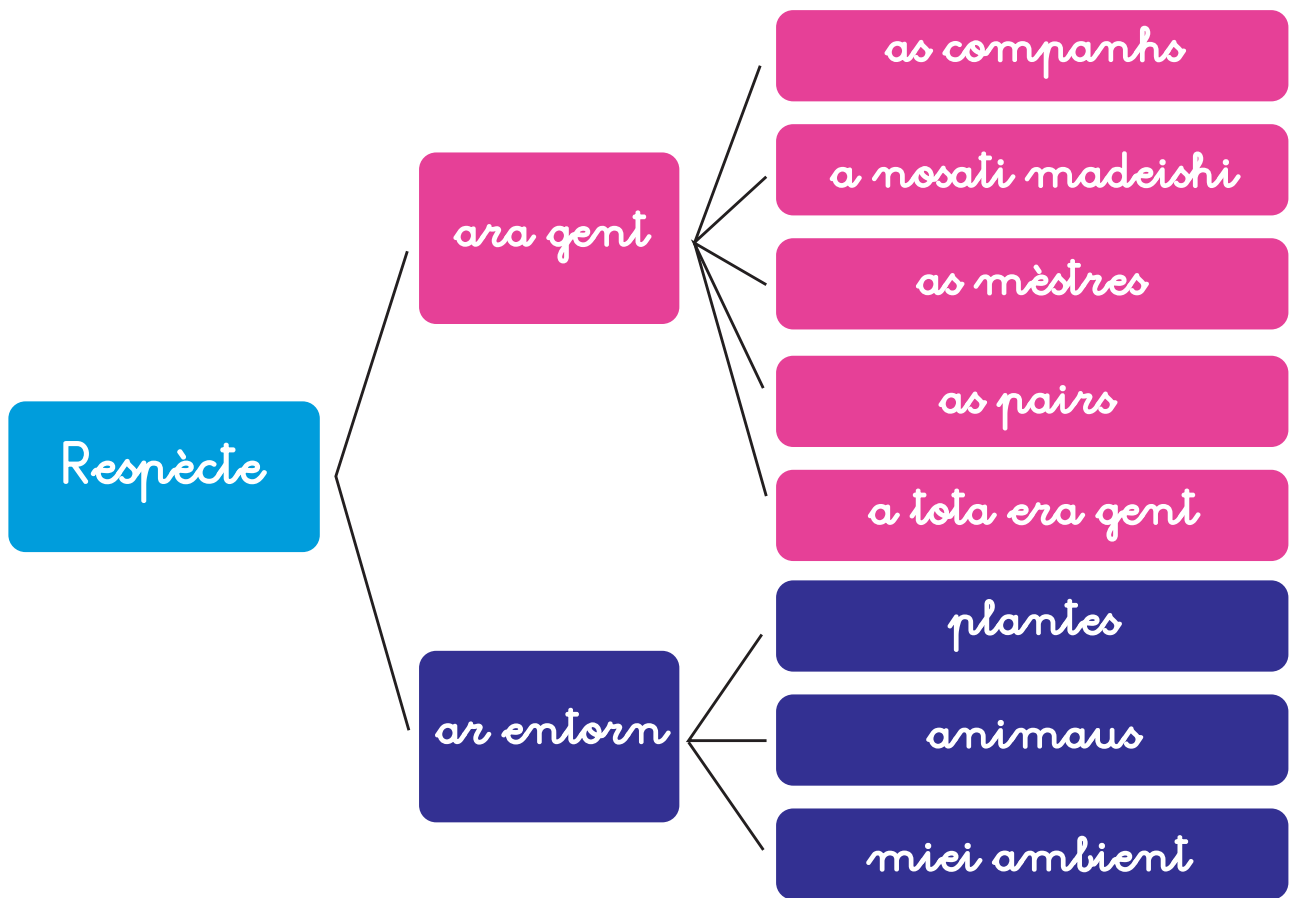 Respècte
ara gent
as companhs
a nosati madeishi
as mèstres
as pairs
a tota era gent
ar entorn
plantes
animaus
miei ambient